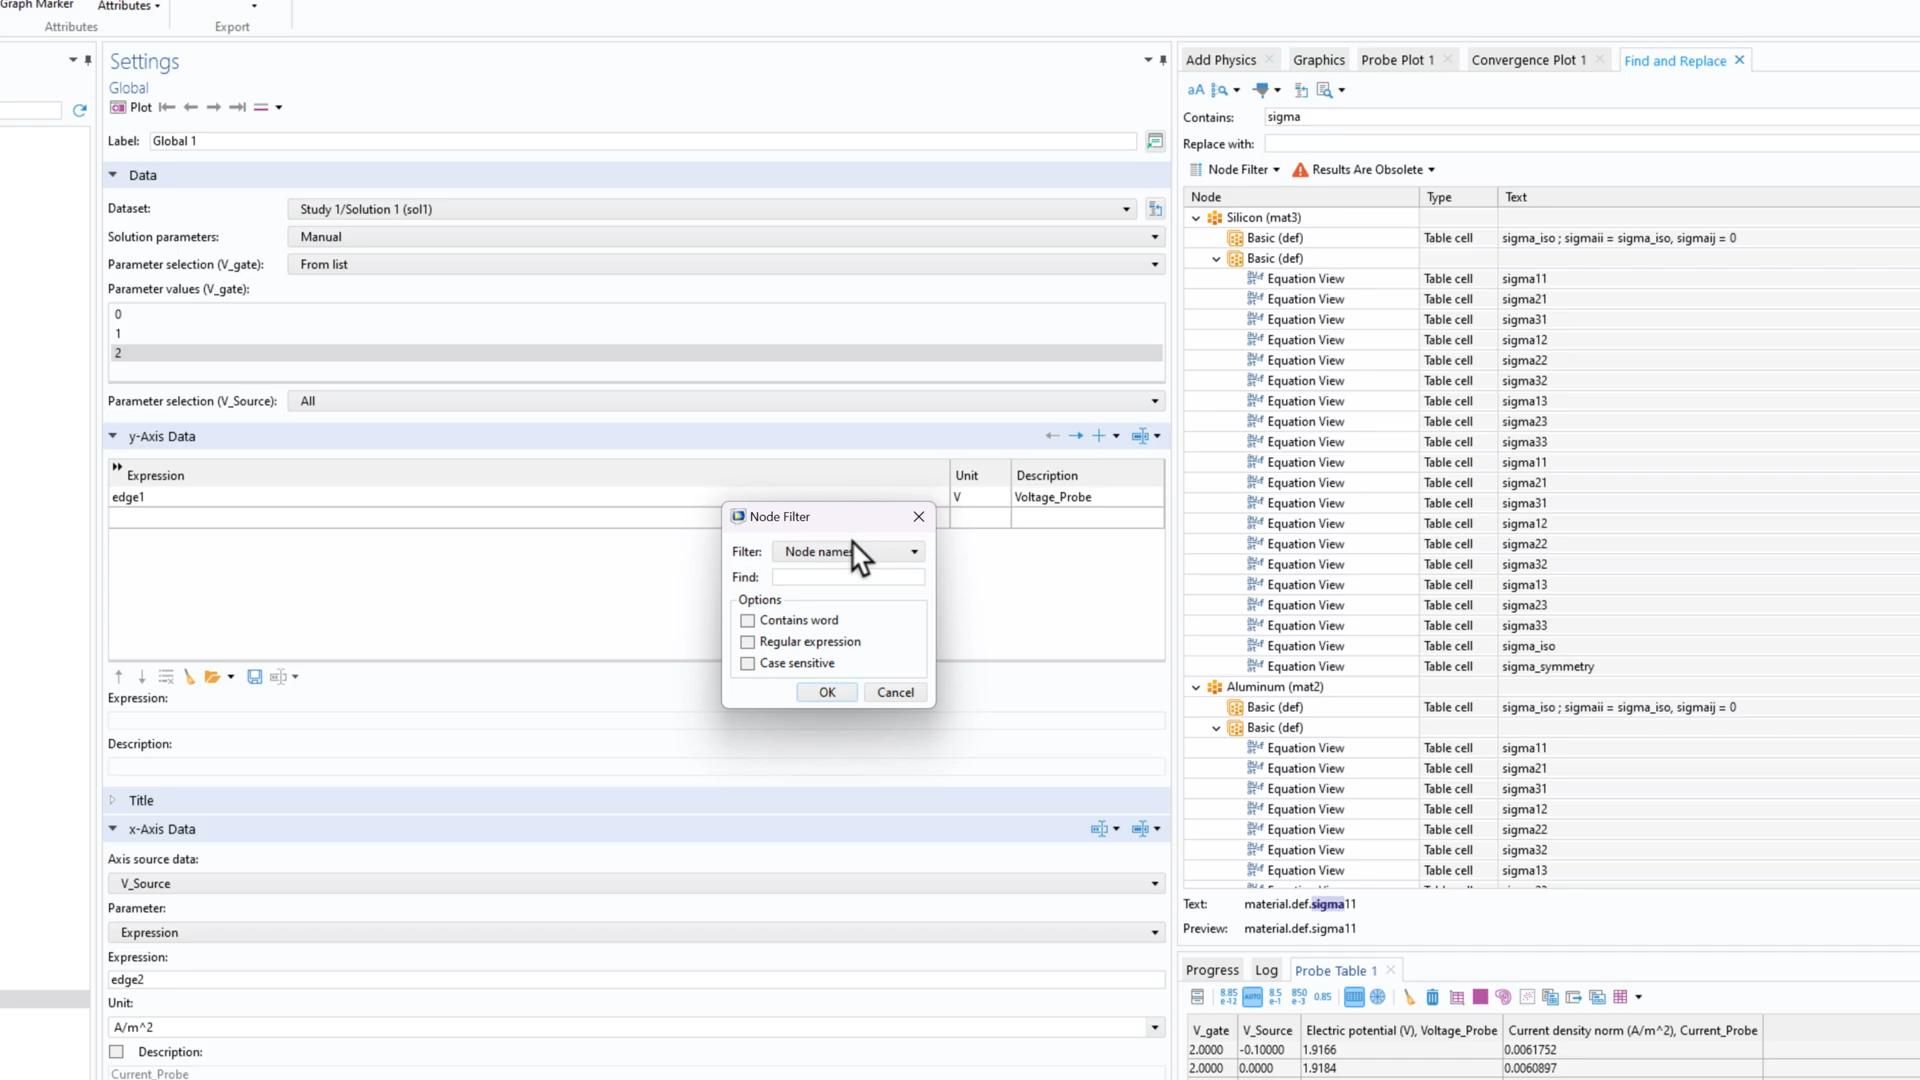 Graph Marker
Attributes
Attributes
Export
Settings
Global
Plot
Label: Global 1
Data
Dataset: Study 1/Solution 1 (sol1)
Solution parameters: Manual
Parameter selection (V_gate): From list
Parameter values (V_gate):
0
1
2
Parameter selection (V_Source): All
y-Axis Data
Expression Unit Description
edge1 V Voltage_Probe
Expression:
Description:
Title
x-Axis Data
Axis source data:
V_Source
Parameter:
Expression
Expression:
edge2
Unit:
A/m^2
Description:
Current_Probe
Node Filter
Filter: Node names
Find:
Options
Contains word
Regular expression
Case sensitive
OK Cancel
Add Physics Graphics Probe Plot 1 Convergence Plot 1 Find and Replace
aA
Contains: sigma
Replace with:
Node Filter Results Are Obsolete
Node Type Text
Silicon (mat3)
Basic (def) Table cell sigma_iso ; sigmaii = sigma_iso, sigmaij = 0
Basic (def)
Equation View Table cell sigma11
Equation View Table cell sigma21
Equation View Table cell sigma31
Equation View Table cell sigma12
Equation View Table cell sigma22
Equation View Table cell sigma32
Equation View Table cell sigma13
Equation View Table cell sigma23
Equation View Table cell sigma33
Equation View Table cell sigma11
Equation View Table cell sigma21
Equation View Table cell sigma31
Equation View Table cell sigma12
Equation View Table cell sigma22
Equation View Table cell sigma32
Equation View Table cell sigma13
Equation View Table cell sigma23
Equation View Table cell sigma33
Equation View Table cell sigma_iso
Equation View Table cell sigma_symmetry
Aluminum (mat2)
Basic (def) Table cell sigma_iso ; sigmaii = sigma_iso, sigmaij = 0
Basic (def)
Equation View Table cell sigma11
Equation View Table cell sigma21
Equation View Table cell sigma31
Equation View Table cell sigma12
Equation View Table cell sigma22
Equation View Table cell sigma32
Equation View Table cell sigma13
Text: material.def.sigma11
Preview: material.def.sigma11
Progress Log Probe Table 1
8.85 e-12 AUTO 8.5 e-1 850 e-3 0.85
V_gate V_Source Electric potential (V), Voltage_Probe Current density norm (A/m^2), Current_Probe
2.0000 -0.10000 1.9166 0.0061752
2.0000 0.0000 1.9184 0.0060897